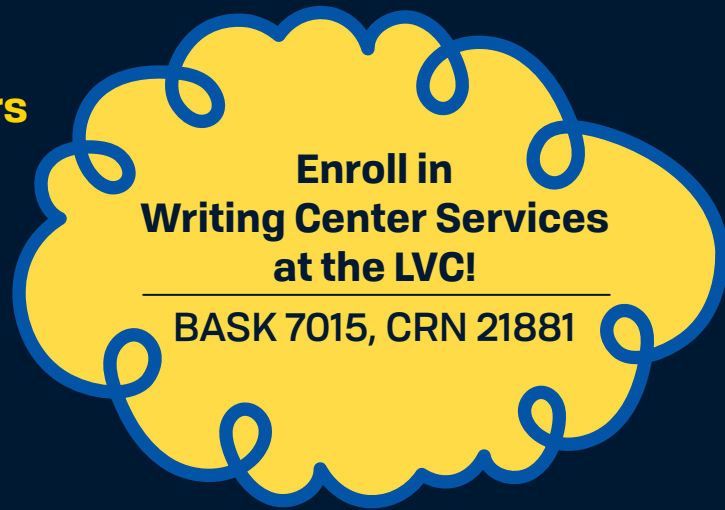 Enroll in
Writing Center Services
at the LVC!
BASK 7015, CRN 21881